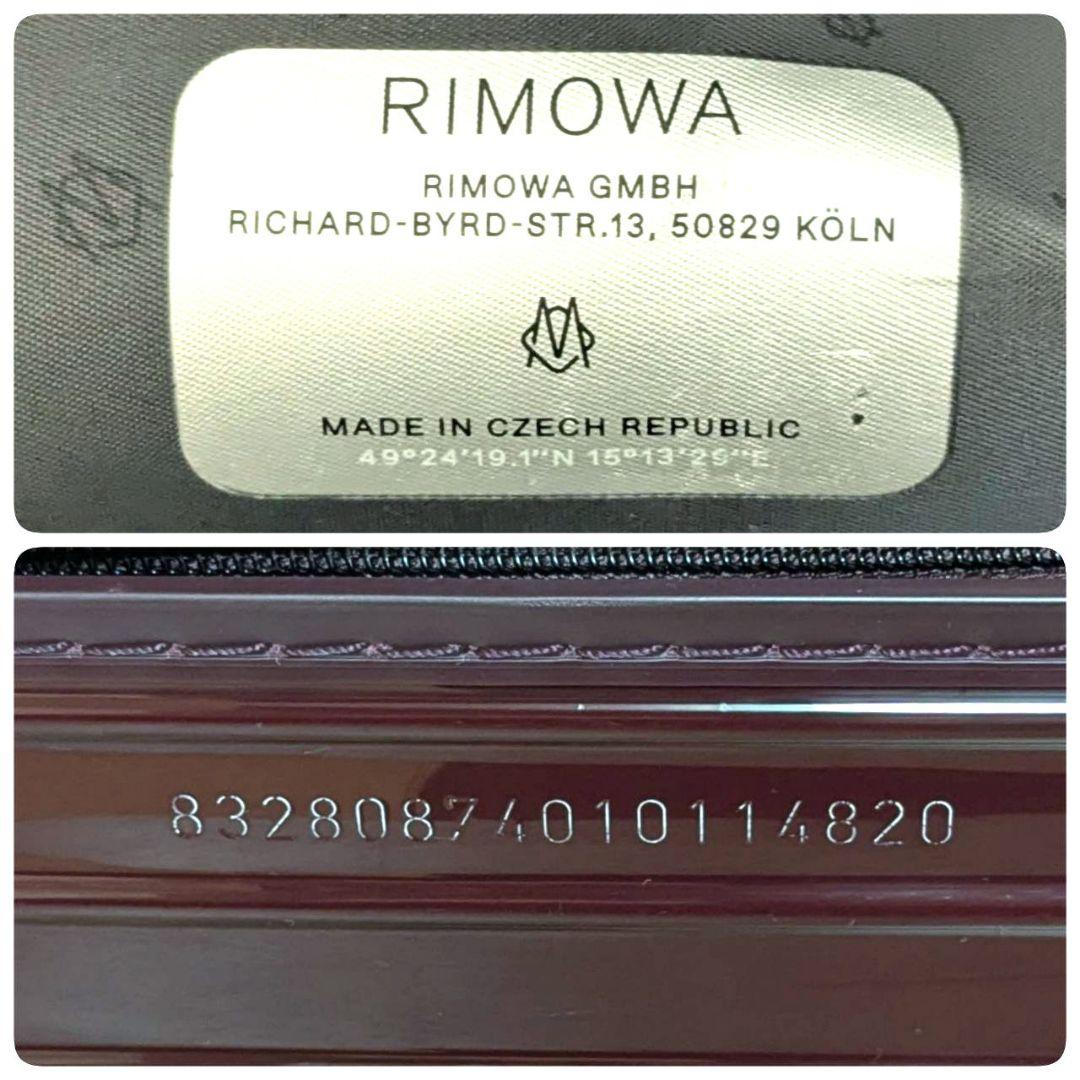 RIMOWA
RIMOWA GMBH
RICHARD-BYRD-STR.13, 50829 KÖLN
MADE IN CZECH REPUBLIC
49°24'19.1"N 15°13'29"E
83280874010114820